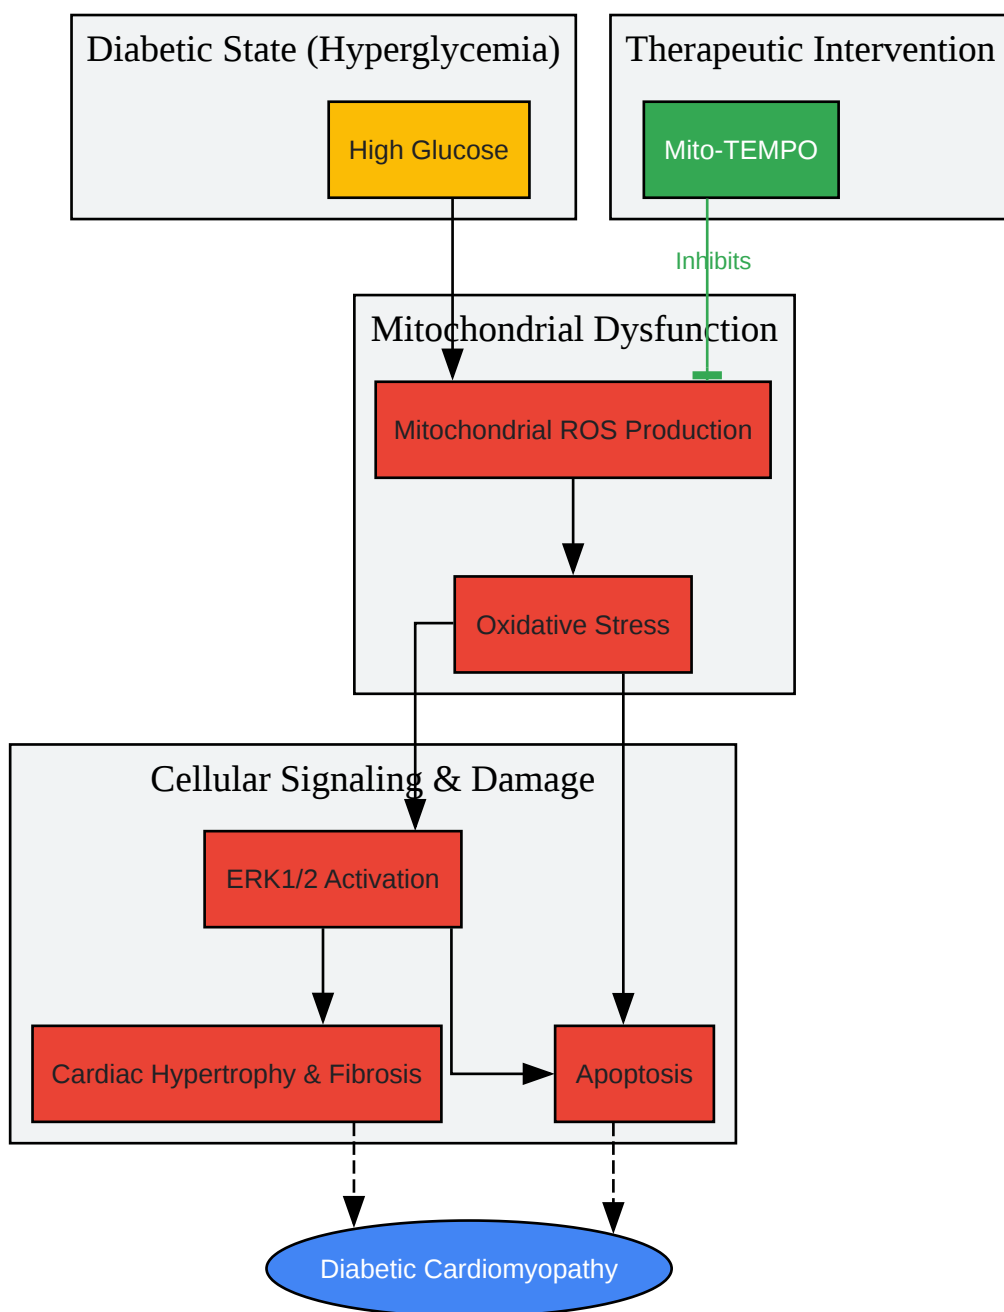 Diabetic State (Hyperglycemia)
Therapeutic Intervention
High Glucose
Mito-TEMPO
Inhibits
Mitochondrial Dysfunction
Mitochondrial ROS Production
Oxidative Stress
Cellular Signaling & Damage
ERK1/2 Activation
Cardiac Hypertrophy & Fibrosis
Apoptosis
Diabetic Cardiomyopathy